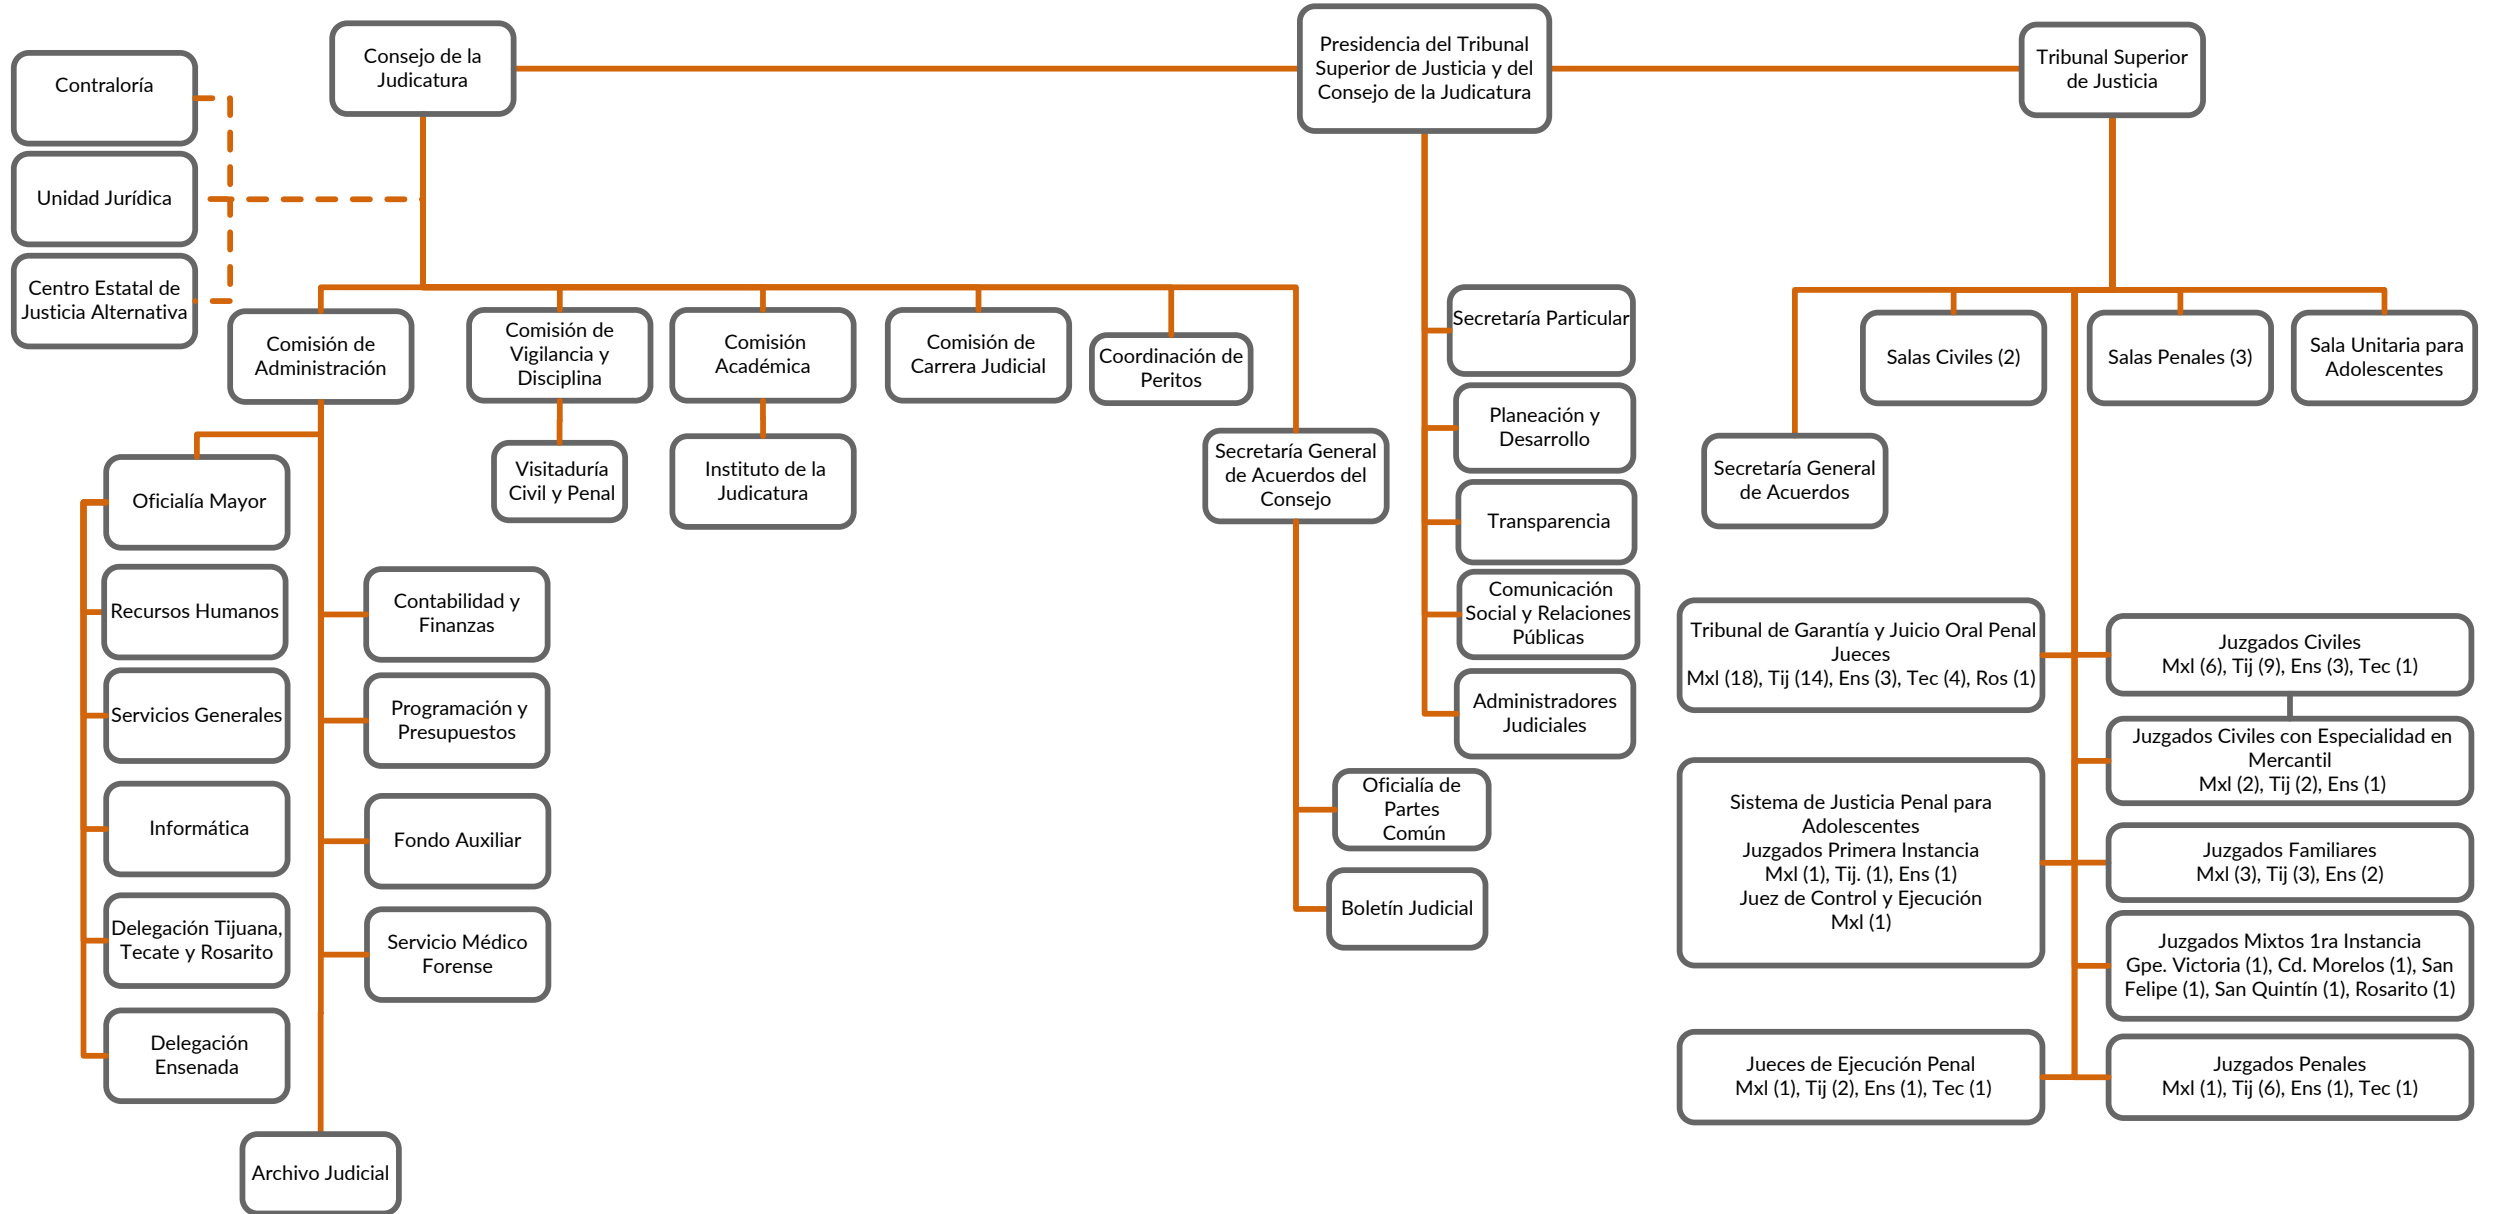 Contraloría
Unidad Jurídica
Centro Estatal de
Justicia Alternativa
Consejo de la
Judicatura
Presidencia del Tribunal
Superior de Justicia y del
Consejo de la Judicatura
Tribunal Superior
de Justicia
Comisión de
Administración
Comisión de
Vigilancia y
Disciplina
Comisión
Académica
Comisión de
Carrera Judicial
Coordinación de
Peritos
Secretaría General
de Acuerdos del
Consejo
Visitaduría
Civil y Penal
Instituto de la
Judicatura
Oficialía Mayor
Recursos Humanos
Servicios Generales
Informática
Delegación Tijuana,
Tecate y Rosarito
Delegación
Ensenada
Contabilidad y
Finanzas
Programación y
Presupuestos
Fondo Auxiliar
Servicio Médico
Forense
Archivo Judicial
Oficialía de
Partes
Común
Boletín Judicial
Secretaría Particular
Planeación y
Desarrollo
Transparencia
Comunicación
Social y Relaciones
Públicas
Administradores
Judiciales
Salas Civiles (2)
Salas Penales (3)
Sala Unitaria para
Adolescentes
Secretaría General
de Acuerdos
Tribunal de Garantía y Juicio Oral Penal
Jueces
Mxl (18), Tij (14), Ens (3), Tec (4), Ros (1)
Sistema de Justicia Penal para
Adolescentes
Juzgados Primera Instancia
Mxl (1), Tij. (1), Ens (1)
Juez de Control y Ejecución
Mxl (1)
Jueces de Ejecución Penal
Mxl (1), Tij (2), Ens (1), Tec (1)
Juzgados Civiles
Mxl (6), Tij (9), Ens (3), Tec (1)
Juzgados Civiles con Especialidad en
Mercantil
Mxl (2), Tij (2), Ens (1)
Juzgados Familiares
Mxl (3), Tij (3), Ens (2)
Juzgados Mixtos 1ra Instancia
Gpe. Victoria (1), Cd. Morelos (1), San
Felipe (1), San Quintín (1), Rosarito (1)
Juzgados Penales
Mxl (1), Tij (6), Ens (1), Tec (1)